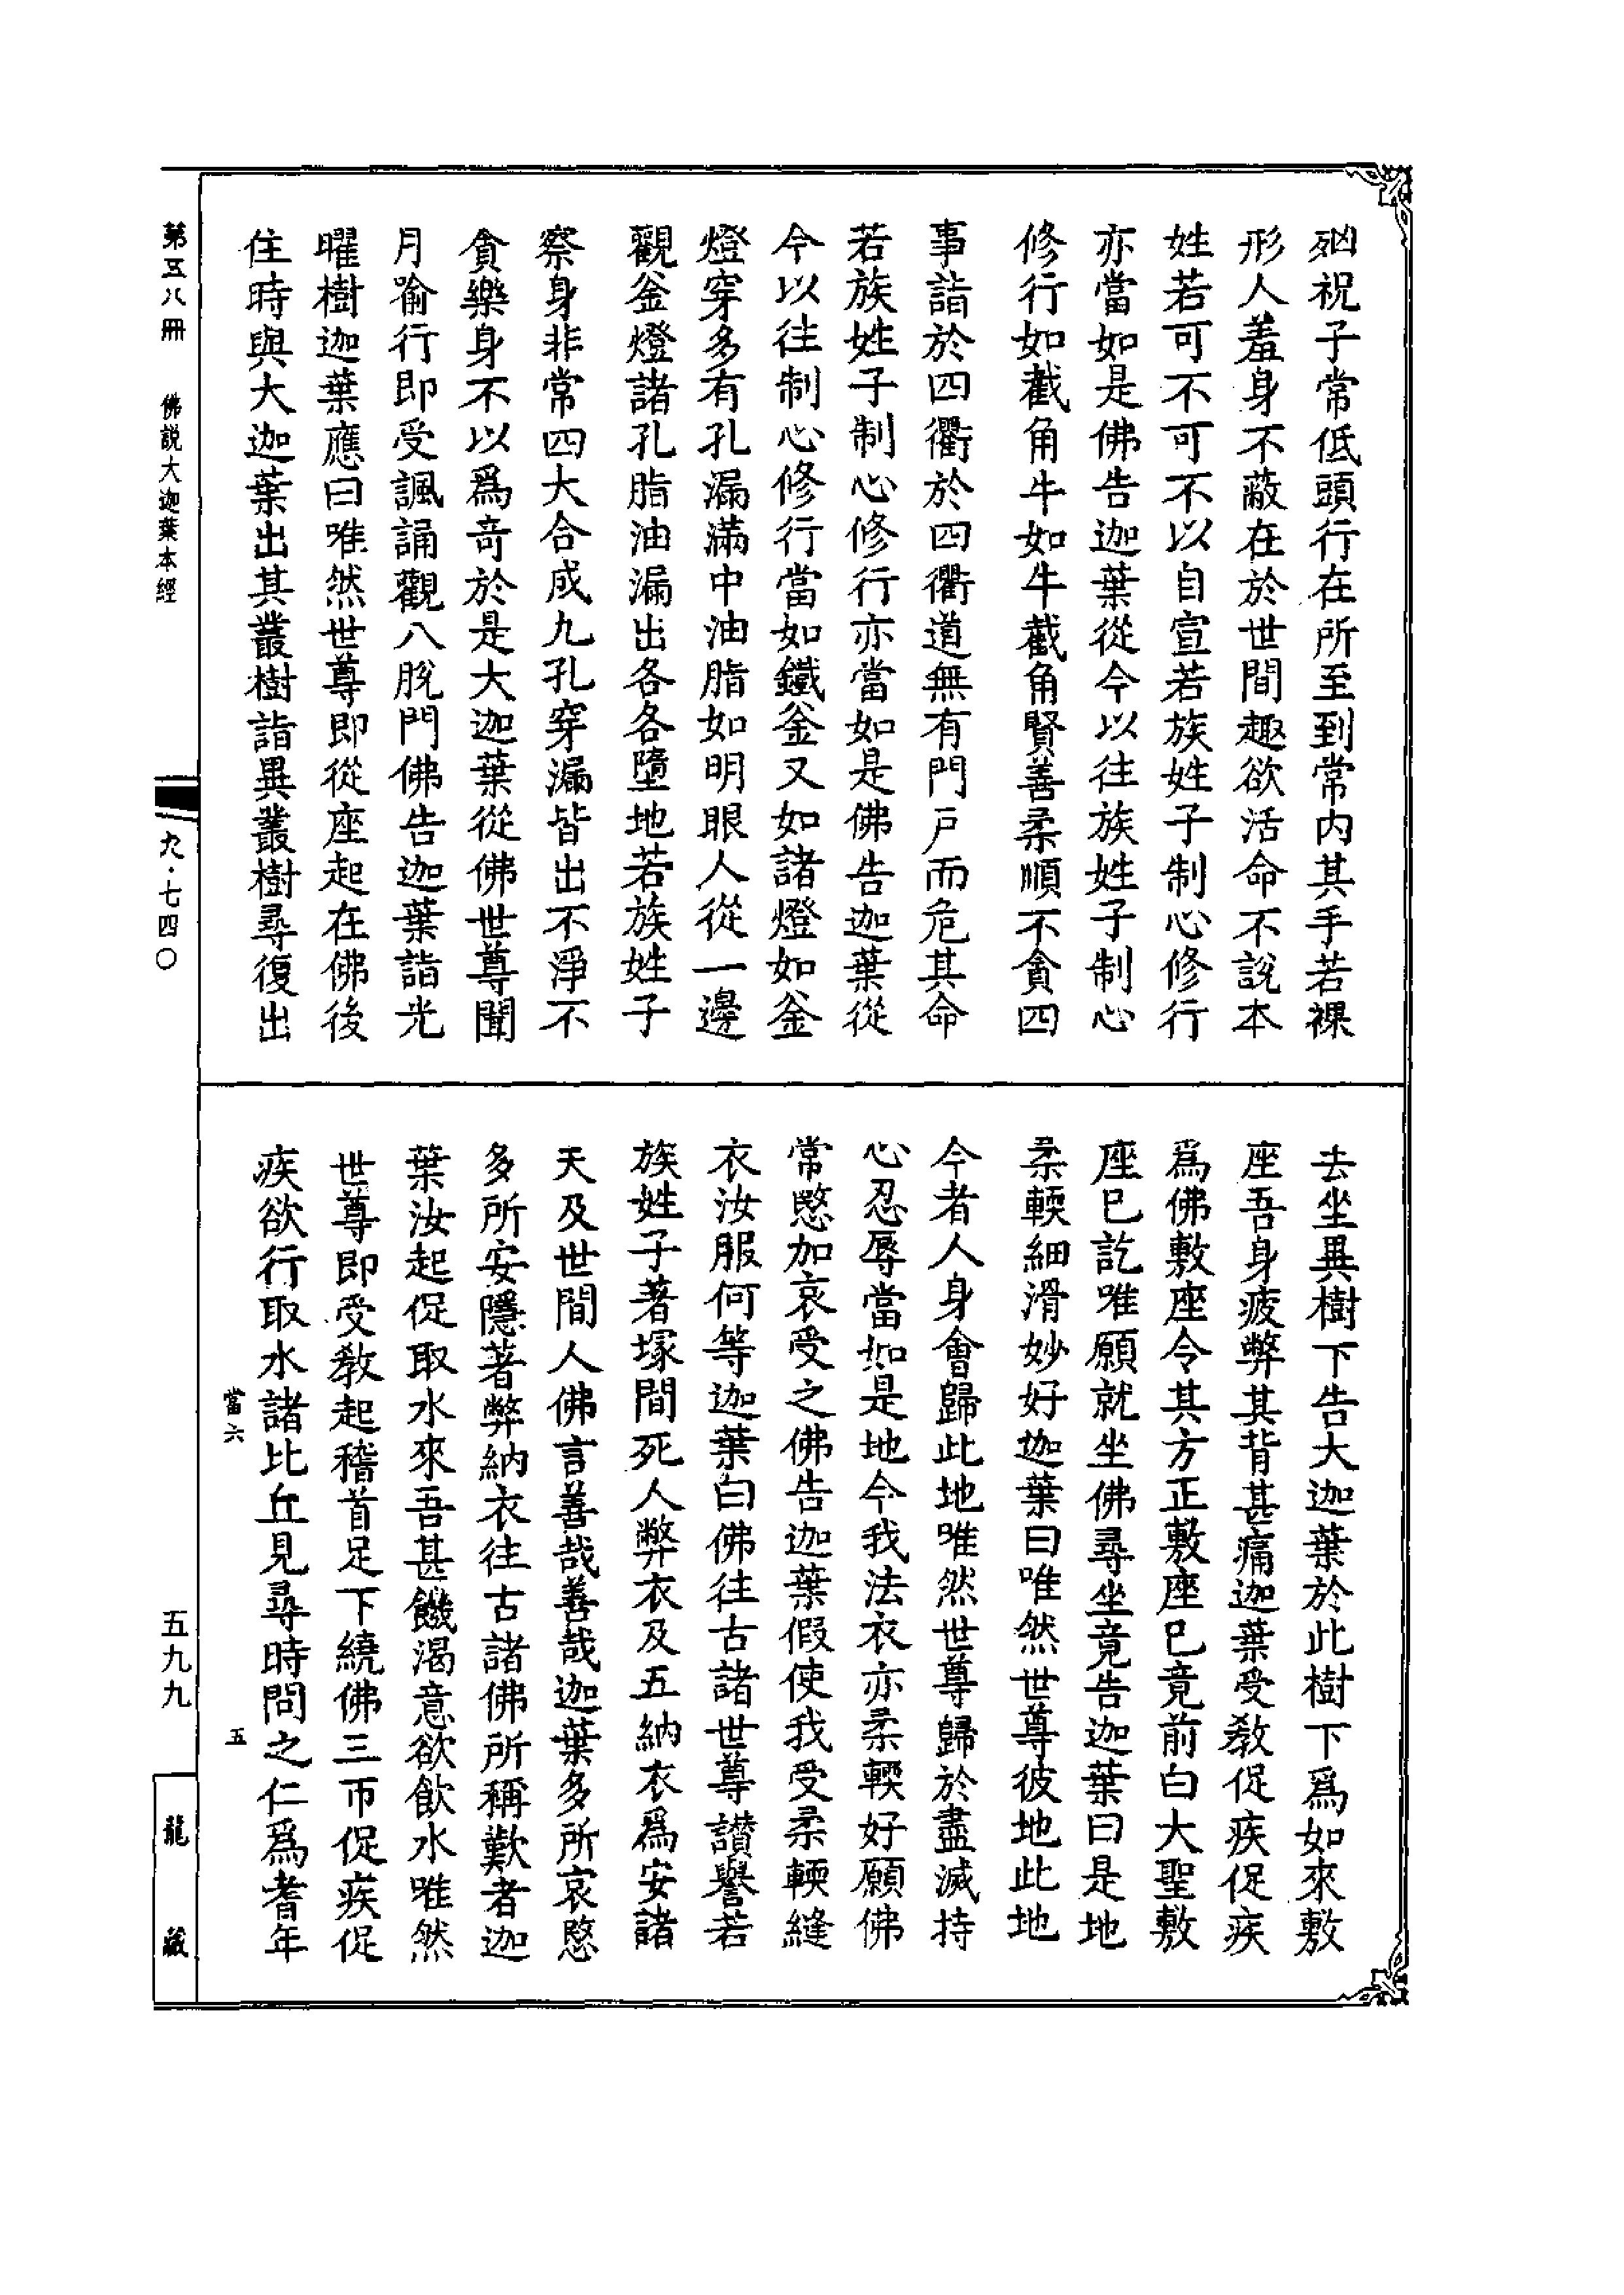 㐫祝子常低頭行在所至到常内其手若裸
形人羞身不蔽在於世間趣欲活命不說本
姓若可不可不以自宣若族姓子制心修行
亦當如是佛告迦葉從今以往族姓子制心
修行如截角牛如牛截角賢善柔順不貪四
事詣於四衢於四衢道無有門戸而危其命
若族姓子制心修行亦當如是佛告迦葉從
今以往制心修行當如鐵釜又如諸燈如釜
燈穿多有孔漏滿中油脂如明眼人從一邊
觀釜燈諸孔脂油漏出各各墮地若族姓子
察身非常四大合成九孔穿漏皆出不淨不
貪樂身不以爲奇於是大迦葉從佛世尊聞
月喻行即受諷誦觀八脫門佛告迦葉詣光
曜樹迦葉應曰唯然世尊即從座起在佛後
住時與大迦葉出其叢樹詣異叢樹尋復出
去坐異樹下告大迦葉於此樹下爲如來敷
座吾身疲弊其背甚痛迦葉受教促疾促疾
爲佛敷座令其方正敷座已竟前白大聖敷
座已訖唯願就坐佛尋坐竟告迦葉曰是地
柔輭細滑妙好迦葉曰唯然世尊彼地此地
今者人身會歸此地唯然世尊歸於盡滅持
心忍辱當如是地今我法衣亦柔輭好願佛
常愍加哀受之佛告迦葉假使我受柔輭縫
衣汝服何等迦葉白佛往古諸世尊讃譽若
族姓子著塚間死人弊衣及五納衣爲安諸
天及世間人佛言善哉善哉迦葉多所哀愍
多所安隱著弊納衣往古諸佛所稱歎者迦
葉汝起促取水來吾甚饑渴意欲飮水唯然
世尊即受教起稽首足下繞佛三帀促疾促
疾欲行取水諸比丘見尋時問之仁爲耆年
當六
五
第五八冊　佛説大迦葉本經
九·七四〇
五九九
龍藏